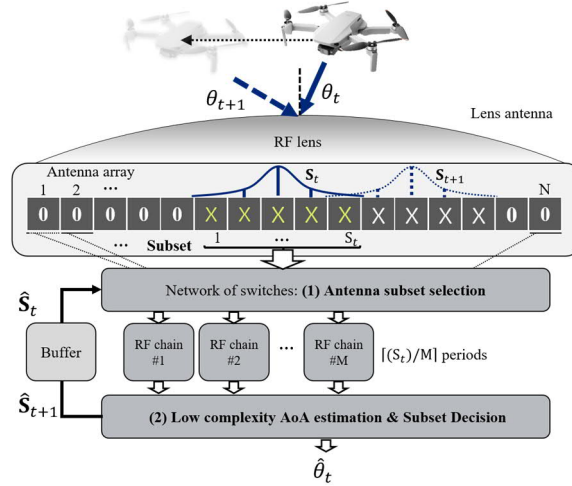 θ_{t+1}
θ_t
Lens antenna
RF lens
Antenna array
S_t
S_{t+1}
1 2 ... N
0 0 0 0 0 X X X X X X X X X 0 0
... Subset 1 ... S_t
Network of switches: (1) Antenna subset selection
Ŝ_t
Buffer
RF chain
#1
RF chain
#2
...
RF chain
#M
⌈(S_t)/M⌉ periods
Ŝ_{t+1}
(2) Low complexity AoA estimation & Subset Decision
θ̂_t